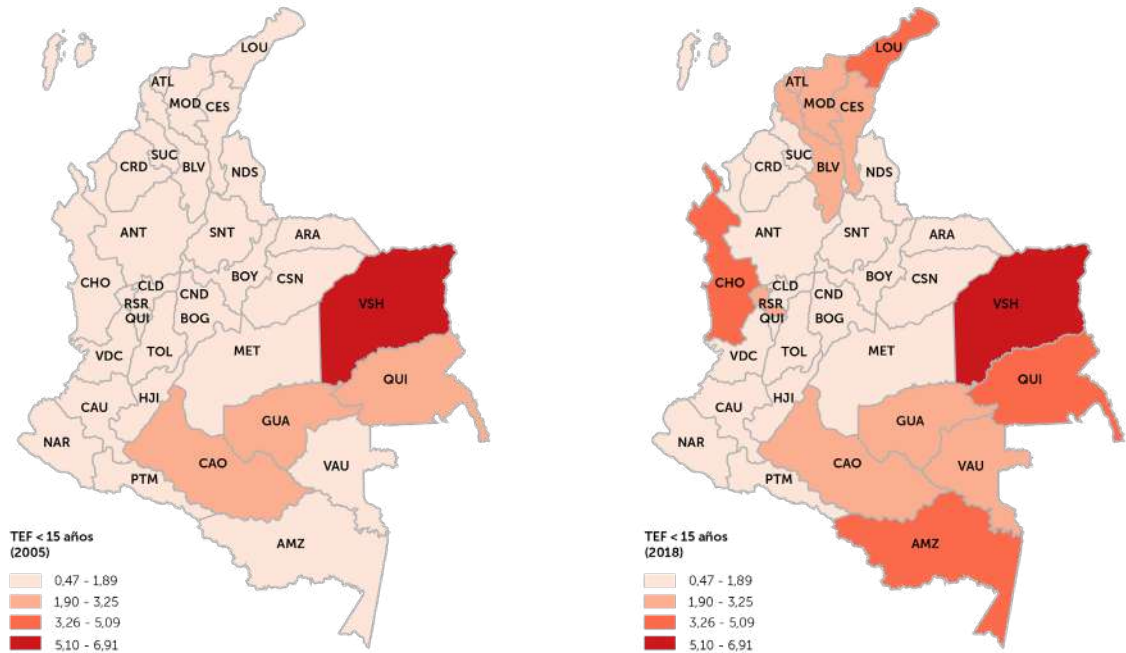 LOU
ATL
MOD
CES
SUC
CRD
BLV
NDS
ANT
SNT
ARA
CHO
CLD
BOY
CSN
RSR
CND
QUI
BOG
VSH
VDC
TOL
MET
QUI
HJI
CAU
GUA
NAR
CAO
VAU
PTM
AMZ
TEF < 15 años
(2005)
0,47 - 1,89
1,90 - 3,25
3,26 - 5,09
5,10 - 6,91
LOU
ATL
MOD
CES
SUC
CRD
BLV
NDS
ANT
SNT
ARA
CHO
CLD
BOY
CSN
RSR
CND
QUI
BOG
VSH
VDC
TOL
MET
QUI
HJI
CAU
GUA
NAR
CAO
VAU
PTM
AMZ
TEF < 15 años
(2018)
0,47 - 1,89
1,90 - 3,25
3,26 - 5,09
5,10 - 6,91